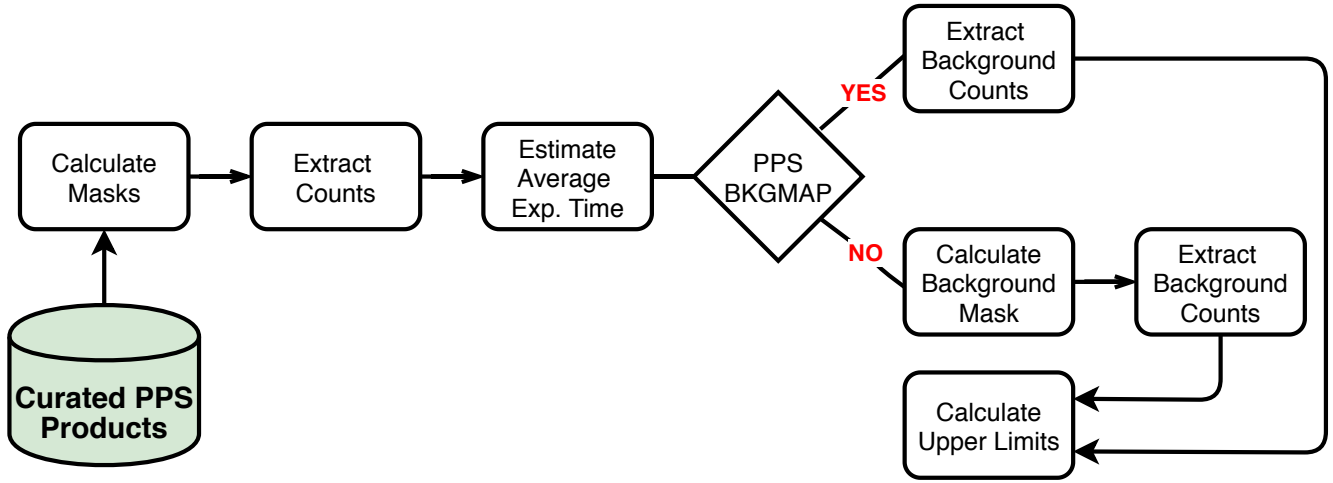 Calculate
Masks
Extract
Counts
Estimate
Average
Exp. Time
PPS
BKGMAP
YES
Extract
Background
Counts
NO
Calculate
Background
Mask
Extract
Background
Counts
Calculate
Upper Limits
Curated PPS
Products